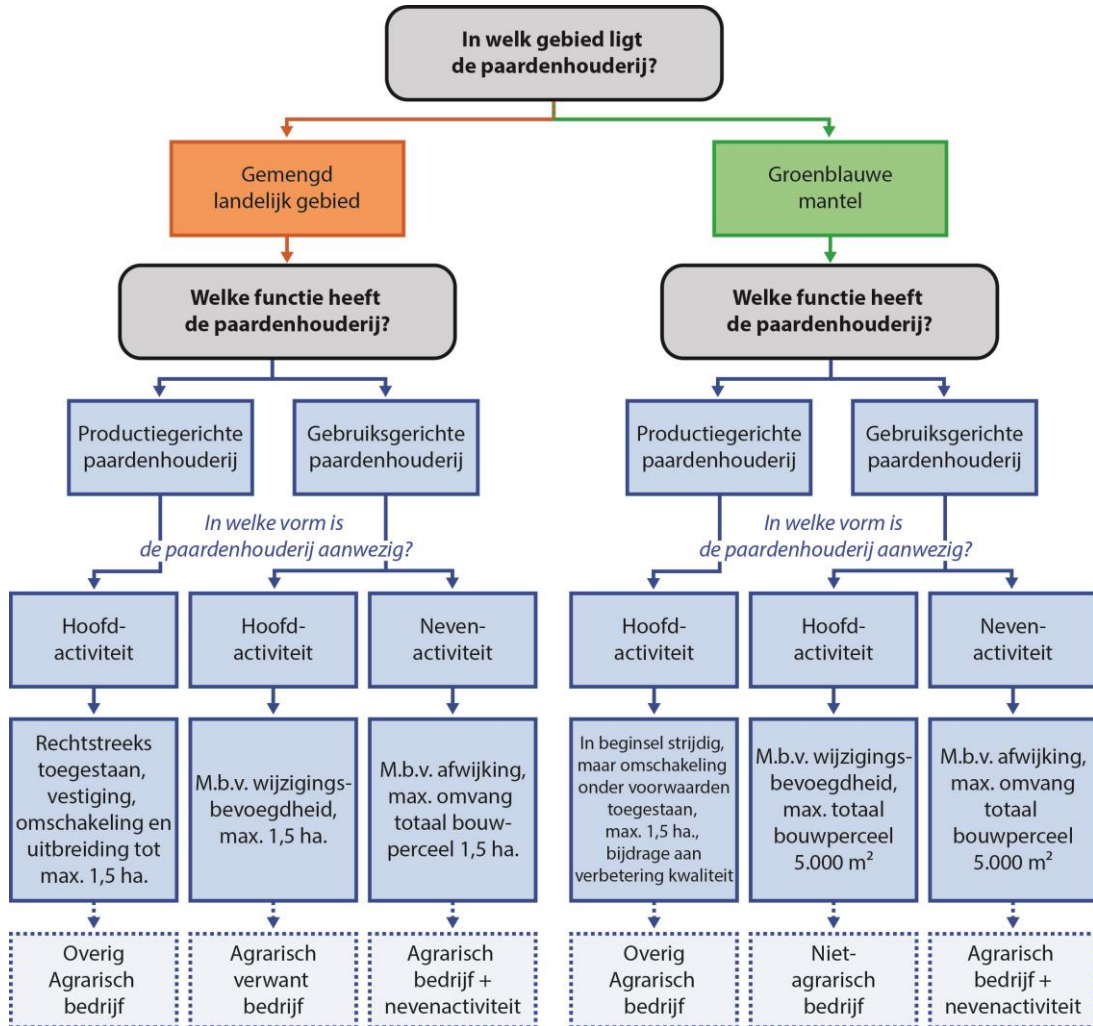 In welk gebied ligt
de paardenhouderij?
Gemengd
landelijk gebied
Groenblauwe
mantel
Welke functie heeft
de paardenhouderij?
Welke functie heeft
de paardenhouderij?
Productiegerichte
paardenhouderij
Gebruiksgerichte
paardenhouderij
Productiegerichte
paardenhouderij
Gebruiksgerichte
paardenhouderij
In welke vorm is
de paardenhouderij aanwezig?
In welke vorm is
de paardenhouderij aanwezig?
Hoofd-
activiteit
Hoofd-
activiteit
Neven-
activiteit
Hoofd-
activiteit
Hoofd-
activiteit
Neven-
activiteit
Rechtstreeks
toegestaan,
vestiging,
omschakeling en
uitbreiding tot
max. 1,5 ha.
M.b.v. wijzigings-
bevoegdheid,
max. 1,5 ha.
M.b.v. afwijking,
max. omvang
totaal bouw-
perceel 1,5 ha.
In beginsel strijdig,
maar omschakeling
onder voorwaarden
toegestaan,
max. 1,5 ha.,
bijdrage aan
verbetering kwaliteit
M.b.v. wijzigings-
bevoegdheid,
max. totaal
bouwperceel
5.000 m²
M.b.v. afwijking,
max. omvang
totaal
bouwperceel
5.000 m²
Overig
Agrarisch
bedrijf
Agrarisch
verwant
bedrijf
Agrarisch
bedrijf +
nevenactiviteit
Overig
Agrarisch
bedrijf
Niet-
agrarisch
bedrijf
Agrarisch
bedrijf +
nevenactiviteit